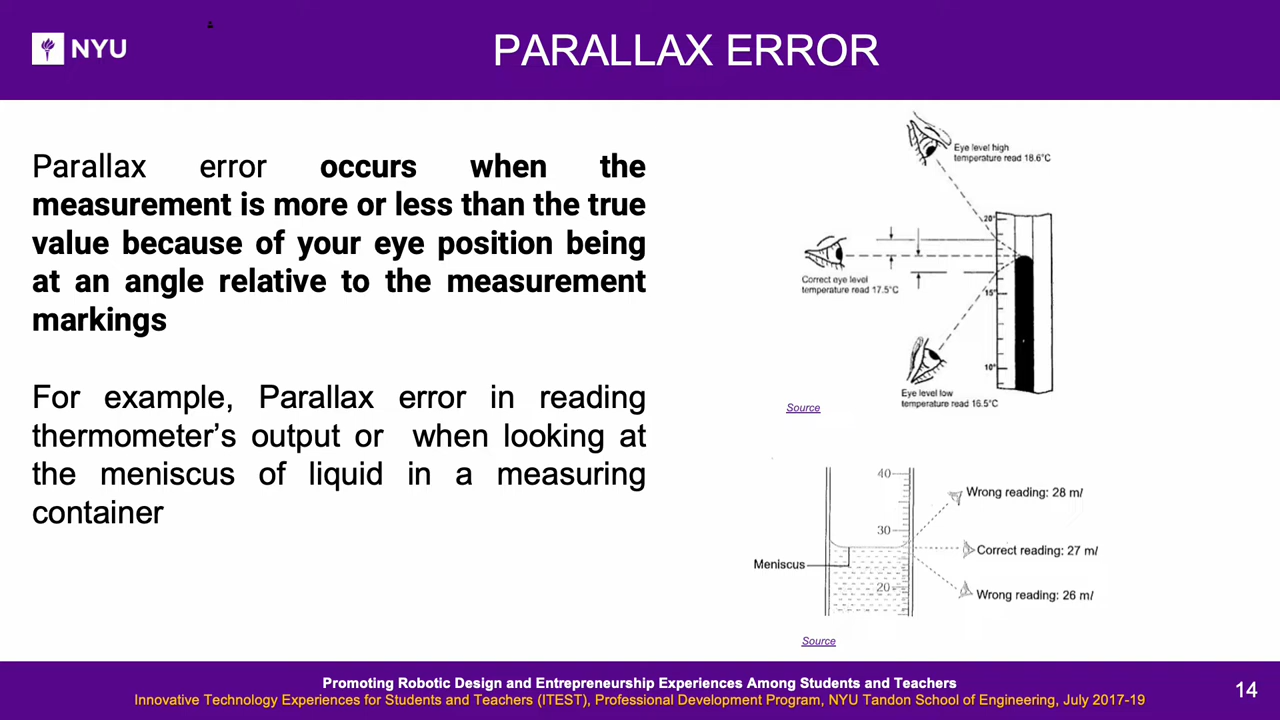 NYU
PARALLAX ERROR
Parallax error occurs when the
measurement is more or less than the true
value because of your eye position being
at an angle relative to the measurement
markings
For example, Parallax error in reading
thermometer’s output or when looking at
the meniscus of liquid in a measuring
container
Eye level high
temperature read 18.6°C
20°
Correct eye level
temperature read 17.5°C
15°
10°
Eye level low
temperature read 16.5°C
Source
40
Wrong reading: 28 ml
30
Correct reading: 27 ml
Meniscus
20
Wrong reading: 26 ml
Source
Promoting Robotic Design and Entrepreneurship Experiences Among Students and Teachers
Innovative Technology Experiences for Students and Teachers (ITEST), Professional Development Program, NYU Tandon School of Engineering, July 2017-19
14